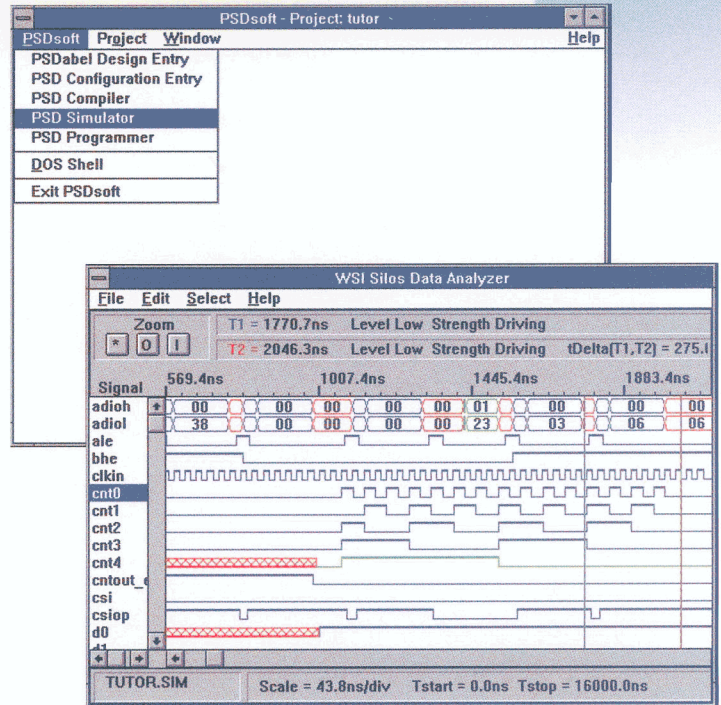 PSDsoft - Project: tutor
PSDsoft Project Window Help
PSDabel Design Entry
PSD Configuration Entry
PSD Compiler
PSD Simulator
PSD Programmer
DOS Shell
Exit PSDsoft
WSI Silos Data Analyzer
File Edit Select Help
Zoom
* O I
T1 = 1770.7ns Level Low Strength Driving
T2 = 2046.3ns Level Low Strength Driving tDelta(T1,T2) = 275.
Signal 569.4ns 1007.4ns 1445.4ns 1883.4ns
adioh 00 00 00 00 00 01 00 00 00
adiol 38 00 00 00 00 23 03 06 06
ale
bhe
clkin
cnt0
cnt1
cnt2
cnt3
cnt4
cntout_
csi
csiop
d0
d1
TUTOR.SIM Scale = 43.8ns/div Tstart = 0.0ns Tstop = 16000.0ns